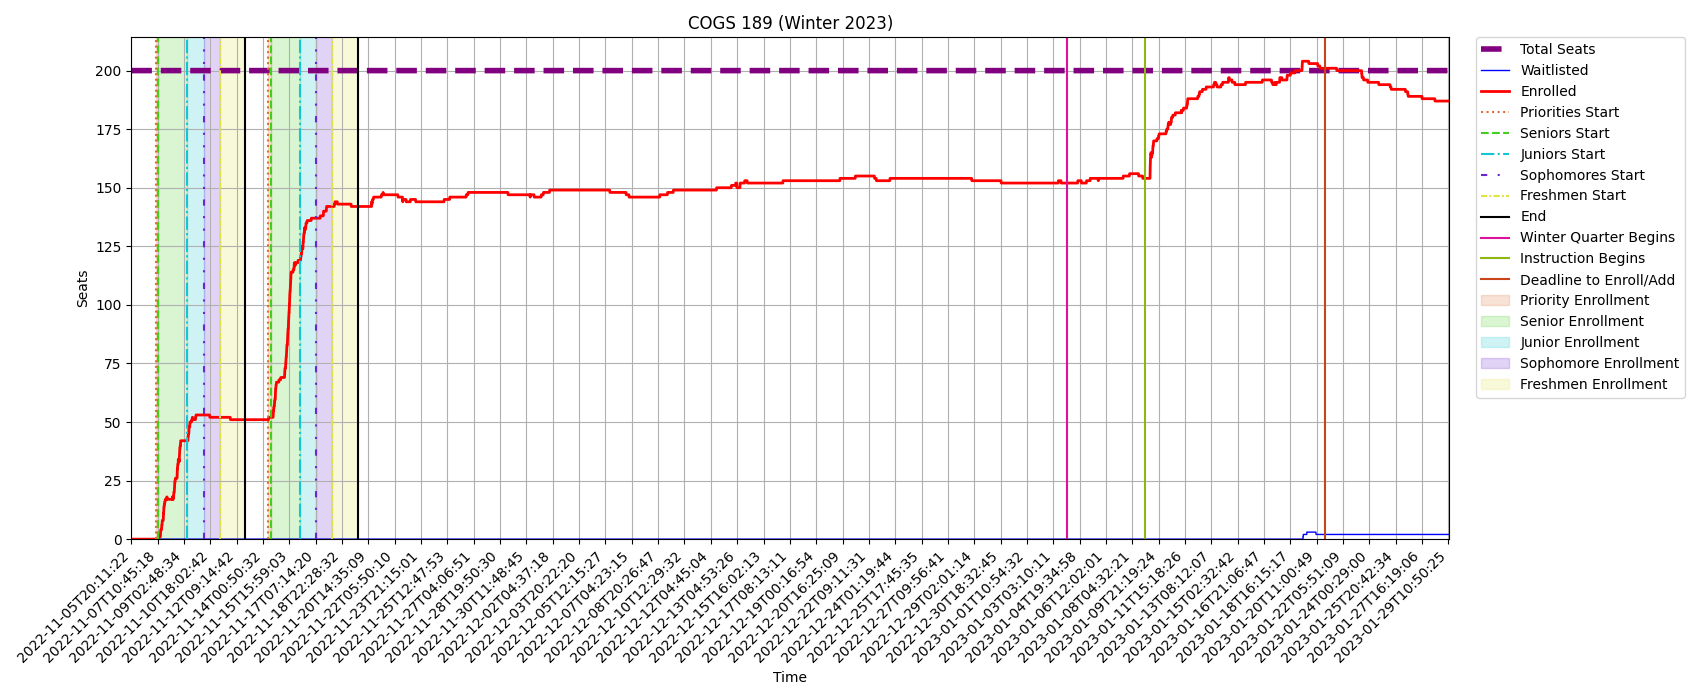 COGS 189 (Winter 2023)
Seats
200
175
150
125
100
75
50
25
0
2022-11-05T20:11:22
2022-11-07T10:45:18
2022-11-09T02:48:34
2022-11-10T18:02:42
2022-11-12T09:14:42
2022-11-14T00:50:32
2022-11-15T15:59:03
2022-11-17T07:14:20
2022-11-18T22:28:32
2022-11-20T14:35:09
2022-11-22T05:50:10
2022-11-23T21:15:01
2022-11-25T12:47:53
2022-11-27T04:06:51
2022-11-28T19:50:30
2022-11-30T11:48:45
2022-12-02T04:37:18
2022-12-03T20:22:20
2022-12-05T12:15:27
2022-12-07T04:23:15
2022-12-08T20:26:47
2022-12-10T12:29:32
2022-12-12T04:45:04
2022-12-13T04:53:26
2022-12-15T16:02:13
2022-12-17T08:13:11
2022-12-19T00:16:54
2022-12-20T16:25:09
2022-12-22T09:11:31
2022-12-24T01:19:44
2022-12-25T17:45:35
2022-12-27T09:56:41
2022-12-29T02:01:14
2022-12-30T18:32:45
2023-01-01T10:54:32
2023-01-03T03:10:11
2023-01-04T19:34:58
2023-01-06T12:02:01
2023-01-08T04:32:21
2023-01-09T21:19:24
2023-01-11T15:18:26
2023-01-13T08:12:07
2023-01-15T02:32:42
2023-01-16T21:06:47
2023-01-18T16:15:17
2023-01-20T11:00:49
2023-01-22T05:51:09
2023-01-24T00:29:00
2023-01-25T20:42:34
2023-01-27T16:19:06
2023-01-29T10:50:25
Time
Total Seats
Waitlisted
Enrolled
Priorities Start
Seniors Start
Juniors Start
Sophomores Start
Freshmen Start
End
Winter Quarter Begins
Instruction Begins
Deadline to Enroll/Add
Priority Enrollment
Senior Enrollment
Junior Enrollment
Sophomore Enrollment
Freshmen Enrollment